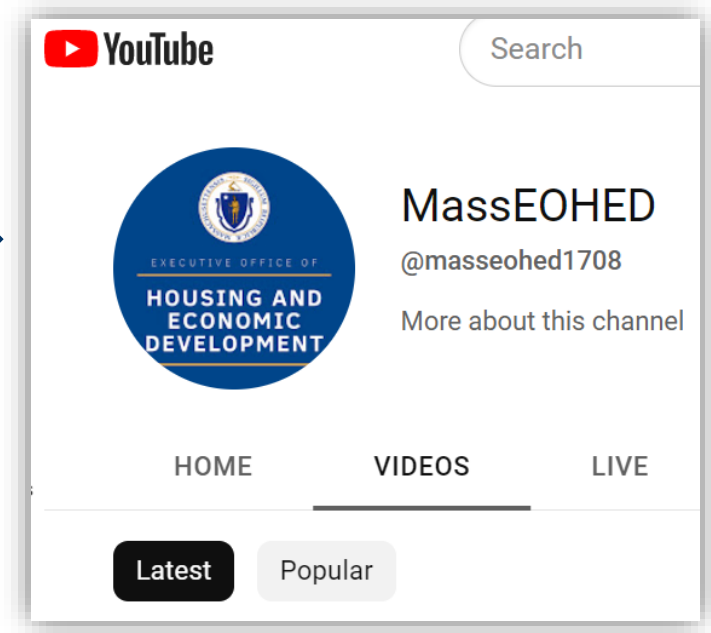 YouTube
Search
MassEOHED
@masseohed1708
More about this channel
EXECUTIVE OFFICE OF
HOUSING AND
ECONOMIC
DEVELOPMENT
HOME VIDEOS LIVE
Latest Popular